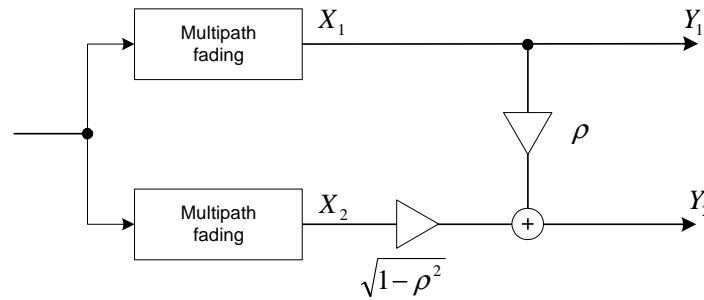 Multipath
fading
X₁
Y₁
ρ
Multipath
fading
X₂
+
Y₂
√(1−ρ²)